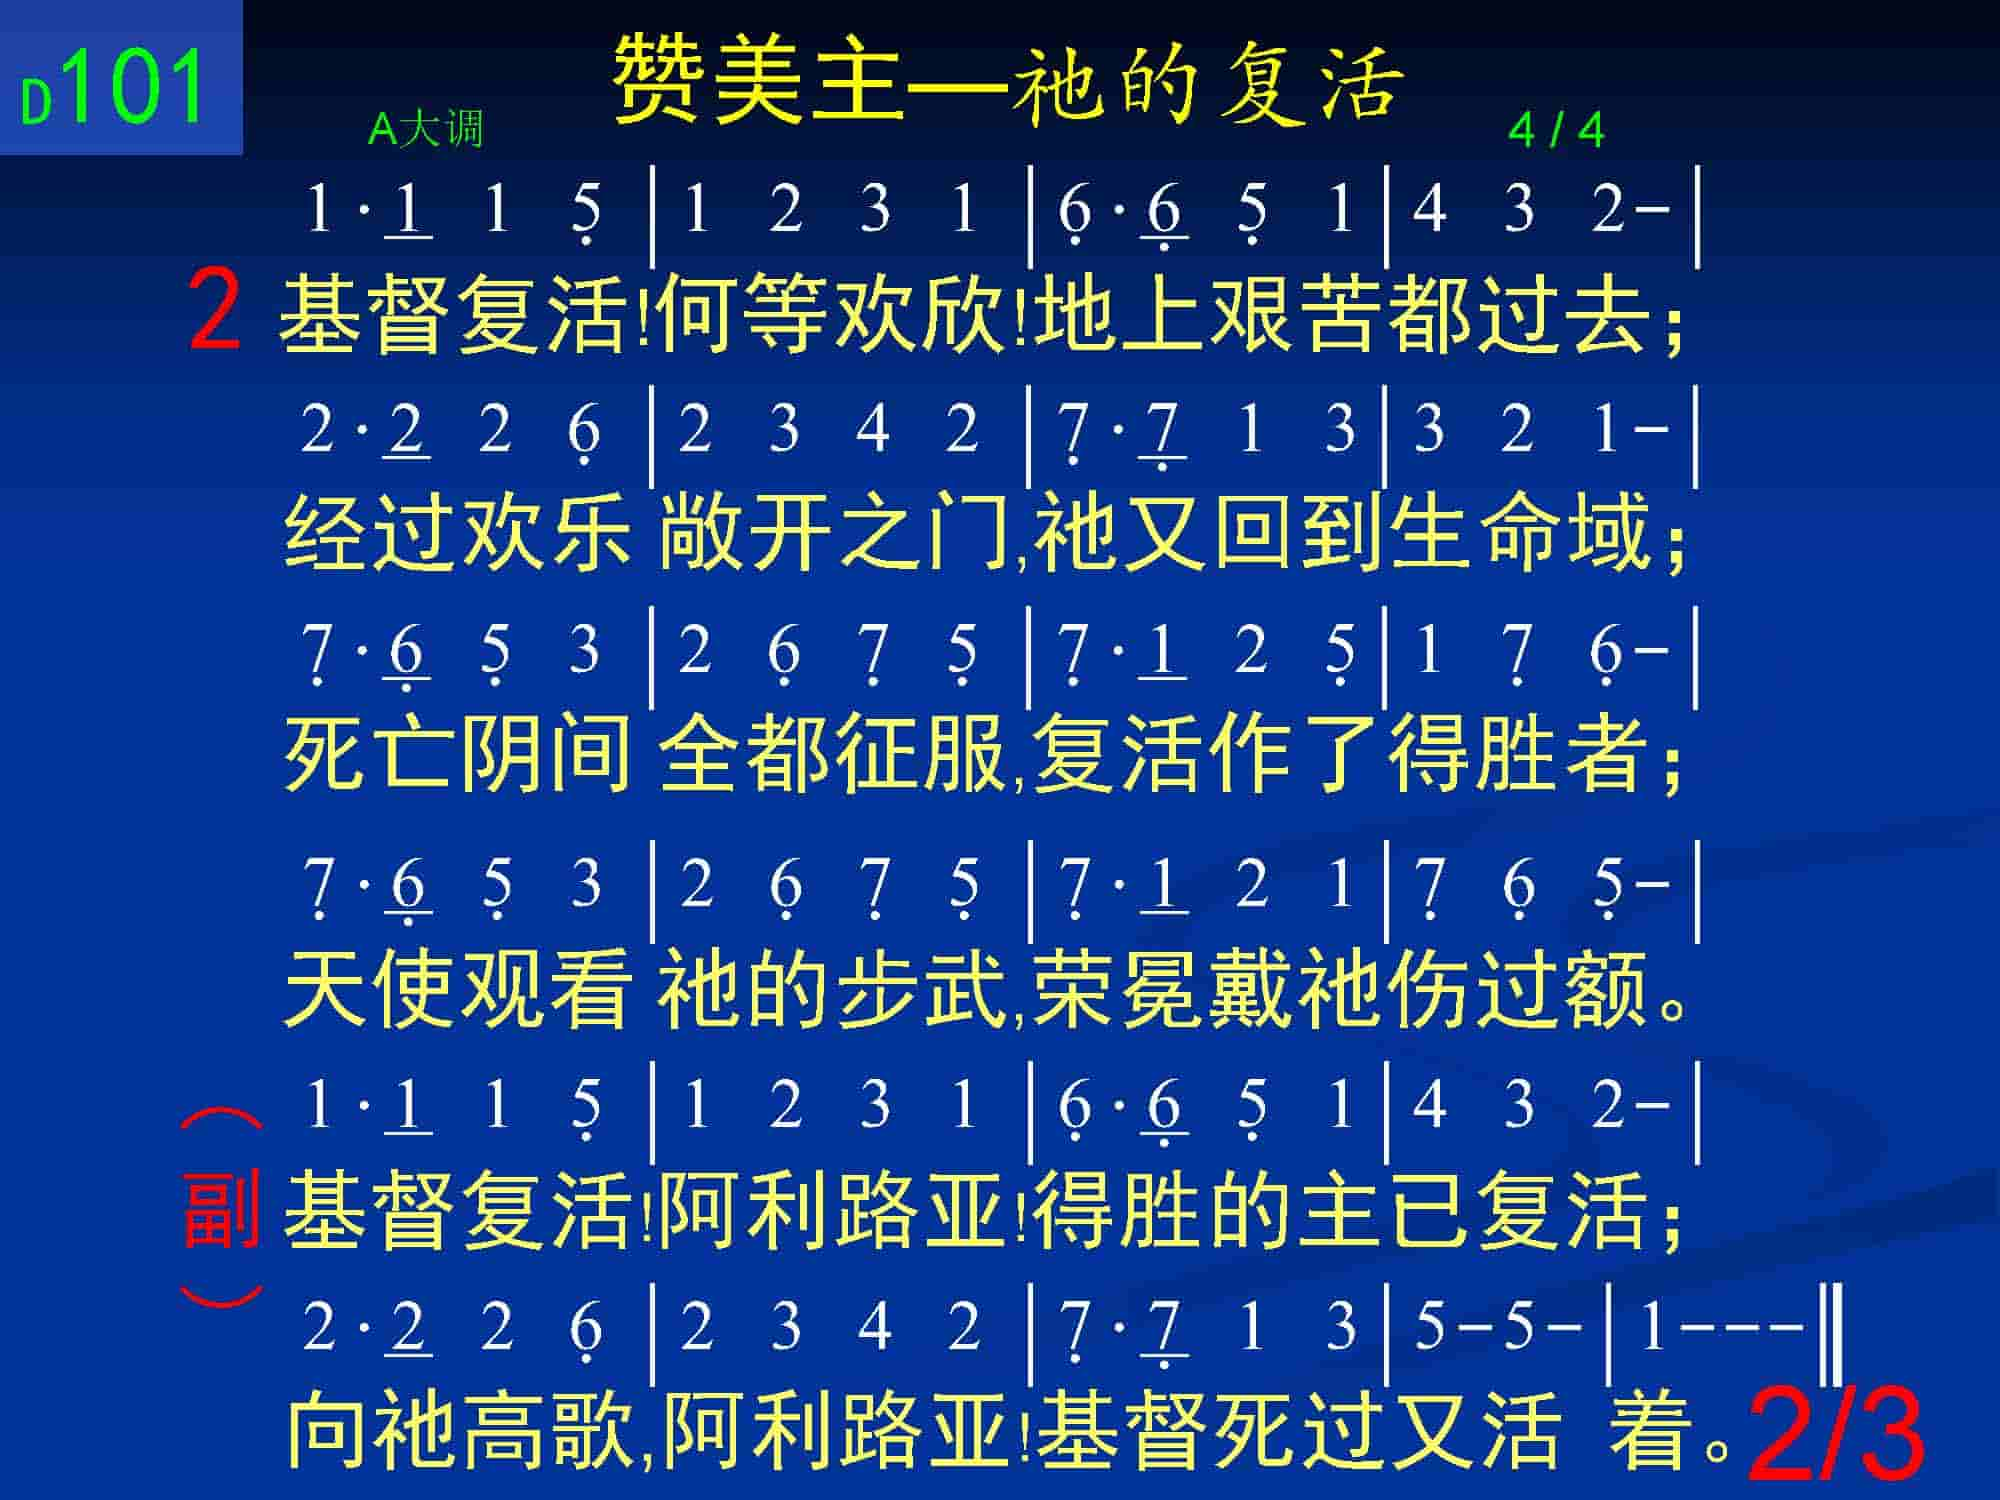 D101
赞美主—祂的复活
A大调
4 / 4
1 · 1 1 5 | 1 2 3 1 | 6 · 6 5 1 | 4 3 2 – |
2 基督复活!何等欢欣!地上艰苦都过去；
2 · 2 2 6 | 2 3 4 2 | 7 · 7 1 3 | 3 2 1 – |
经过欢乐 敞开之门,祂又回到生命域；
7 · 6 5 3 | 2 6 7 5 | 7 · 1 2 5 | 1 7 6 – |
死亡阴间 全都征服,复活作了得胜者；
7 · 6 5 3 | 2 6 7 5 | 7 · 1 2 1 | 7 6 5 – |
天使观看 祂的步武,荣冕戴祂伤过额。
1 · 1 1 5 | 1 2 3 1 | 6 · 6 5 1 | 4 3 2 – |
（副） 基督复活!阿利路亚!得胜的主已复活；
2 · 2 2 6 | 2 3 4 2 | 7 · 7 1 3 | 5 – 5 – | 1 – – – ‖
向祂高歌,阿利路亚!基督死过又活 着。
2/3